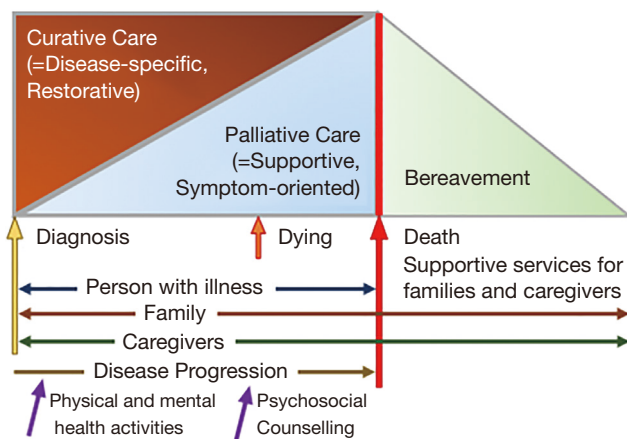 Curative Care
(=Disease-specific,
Restorative)
Palliative Care
(=Supportive,
Symptom-oriented)
Bereavement
Diagnosis
Dying
Death
Supportive services for
families and caregivers
Person with illness
Family
Caregivers
Disease Progression
Physical and mental
health activities
Psychosocial
Counselling